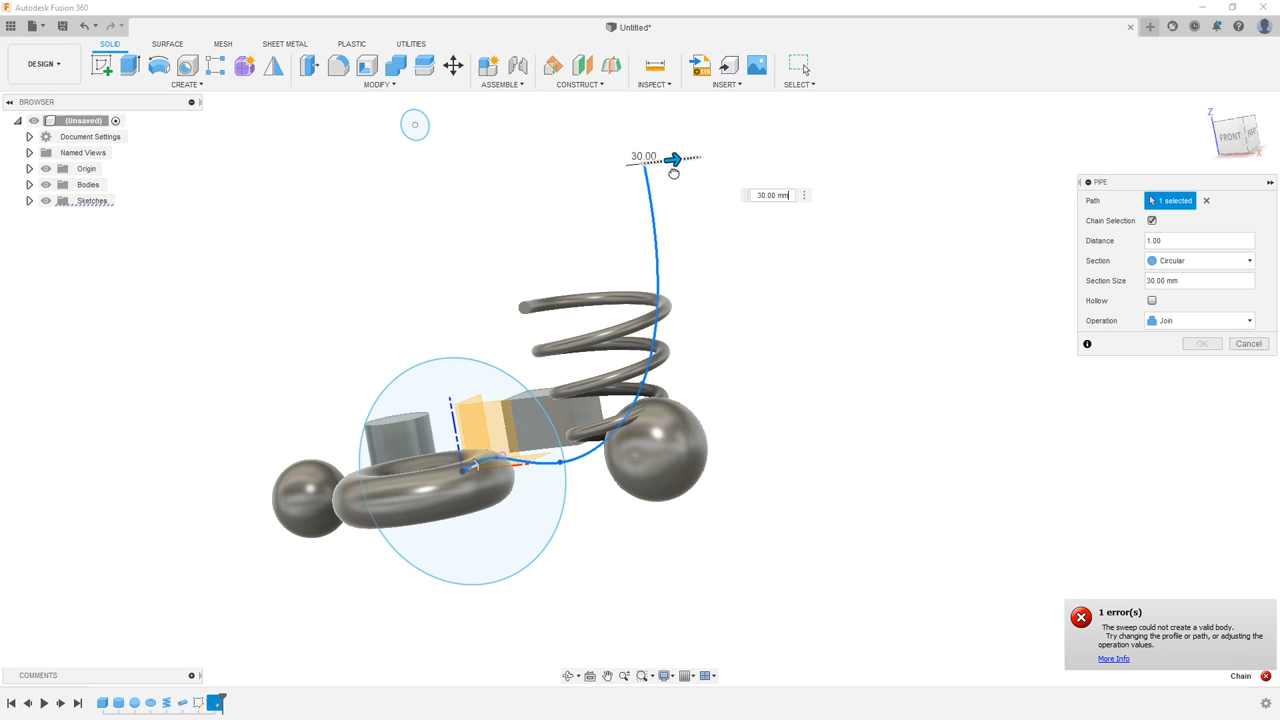 Autodesk Fusion 360
Untitled*
DESIGN
SOLID
SURFACE
MESH
SHEET METAL
PLASTIC
UTILITIES
CREATE
MODIFY
ASSEMBLE
CONSTRUCT
INSPECT
INSERT
SELECT
BROWSER
(Unsaved)
Document Settings
Named Views
Origin
Bodies
Sketches
30.00
30.00 mm
Z
FRONT
X
PIPE
Path 1 selected
Chain Selection
Distance 1.00
Section Circular
Section Size 30.00 mm
Hollow
Operation Join
OK Cancel
1 error(s)
The sweep could not create a valid body.
Try changing the profile or path, or adjusting the
operation values.
More Info
Chain
COMMENTS